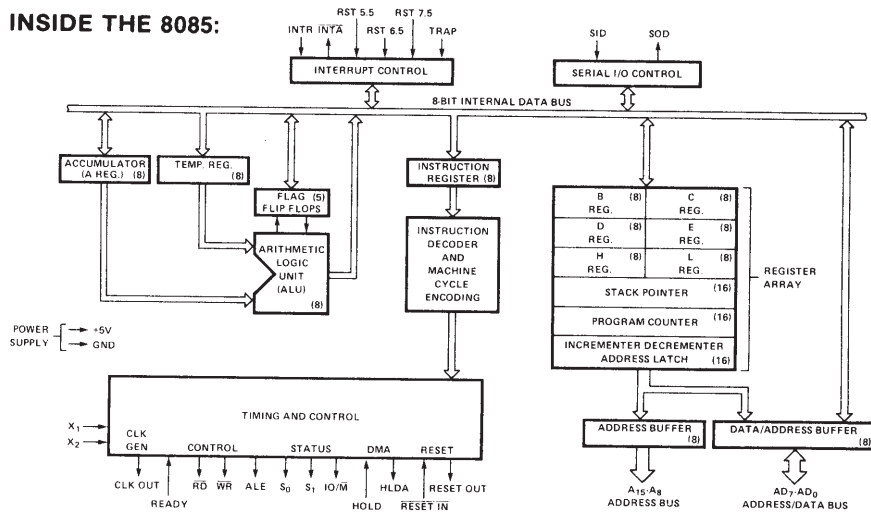 INSIDE THE 8085:
RST 5.5 RST 7.5
INTR INTA RST 6.5 TRAP
SID SOD
INTERRUPT CONTROL
SERIAL I/O CONTROL
8-BIT INTERNAL DATA BUS
ACCUMULATOR
(A REG.) (8)
TEMP. REG.
(8)
FLAG (5)
FLIP FLOPS
INSTRUCTION
REGISTER (8)
ARITHMETIC
LOGIC
UNIT
(ALU)
(8)
INSTRUCTION
DECODER
AND
MACHINE
CYCLE
ENCODING
B (8) C (8)
REG. REG.
D (8) E (8)
REG. REG.
H (8) L (8)
REG. REG.
STACK POINTER (16)
PROGRAM COUNTER (16)
INCREMENTER DECREMENTER
ADDRESS LATCH (16)
REGISTER
ARRAY
POWER
SUPPLY
+5V
GND
TIMING AND CONTROL
X1
X2
CLK
GEN
CONTROL STATUS DMA RESET
CLK OUT
READY
RD WR ALE S0 S1 IO/M
HOLD
HLDA
RESET IN
RESET OUT
ADDRESS BUFFER
(8)
DATA/ADDRESS BUFFER
(8)
A15-A8
ADDRESS BUS
AD7-AD0
ADDRESS/DATA BUS